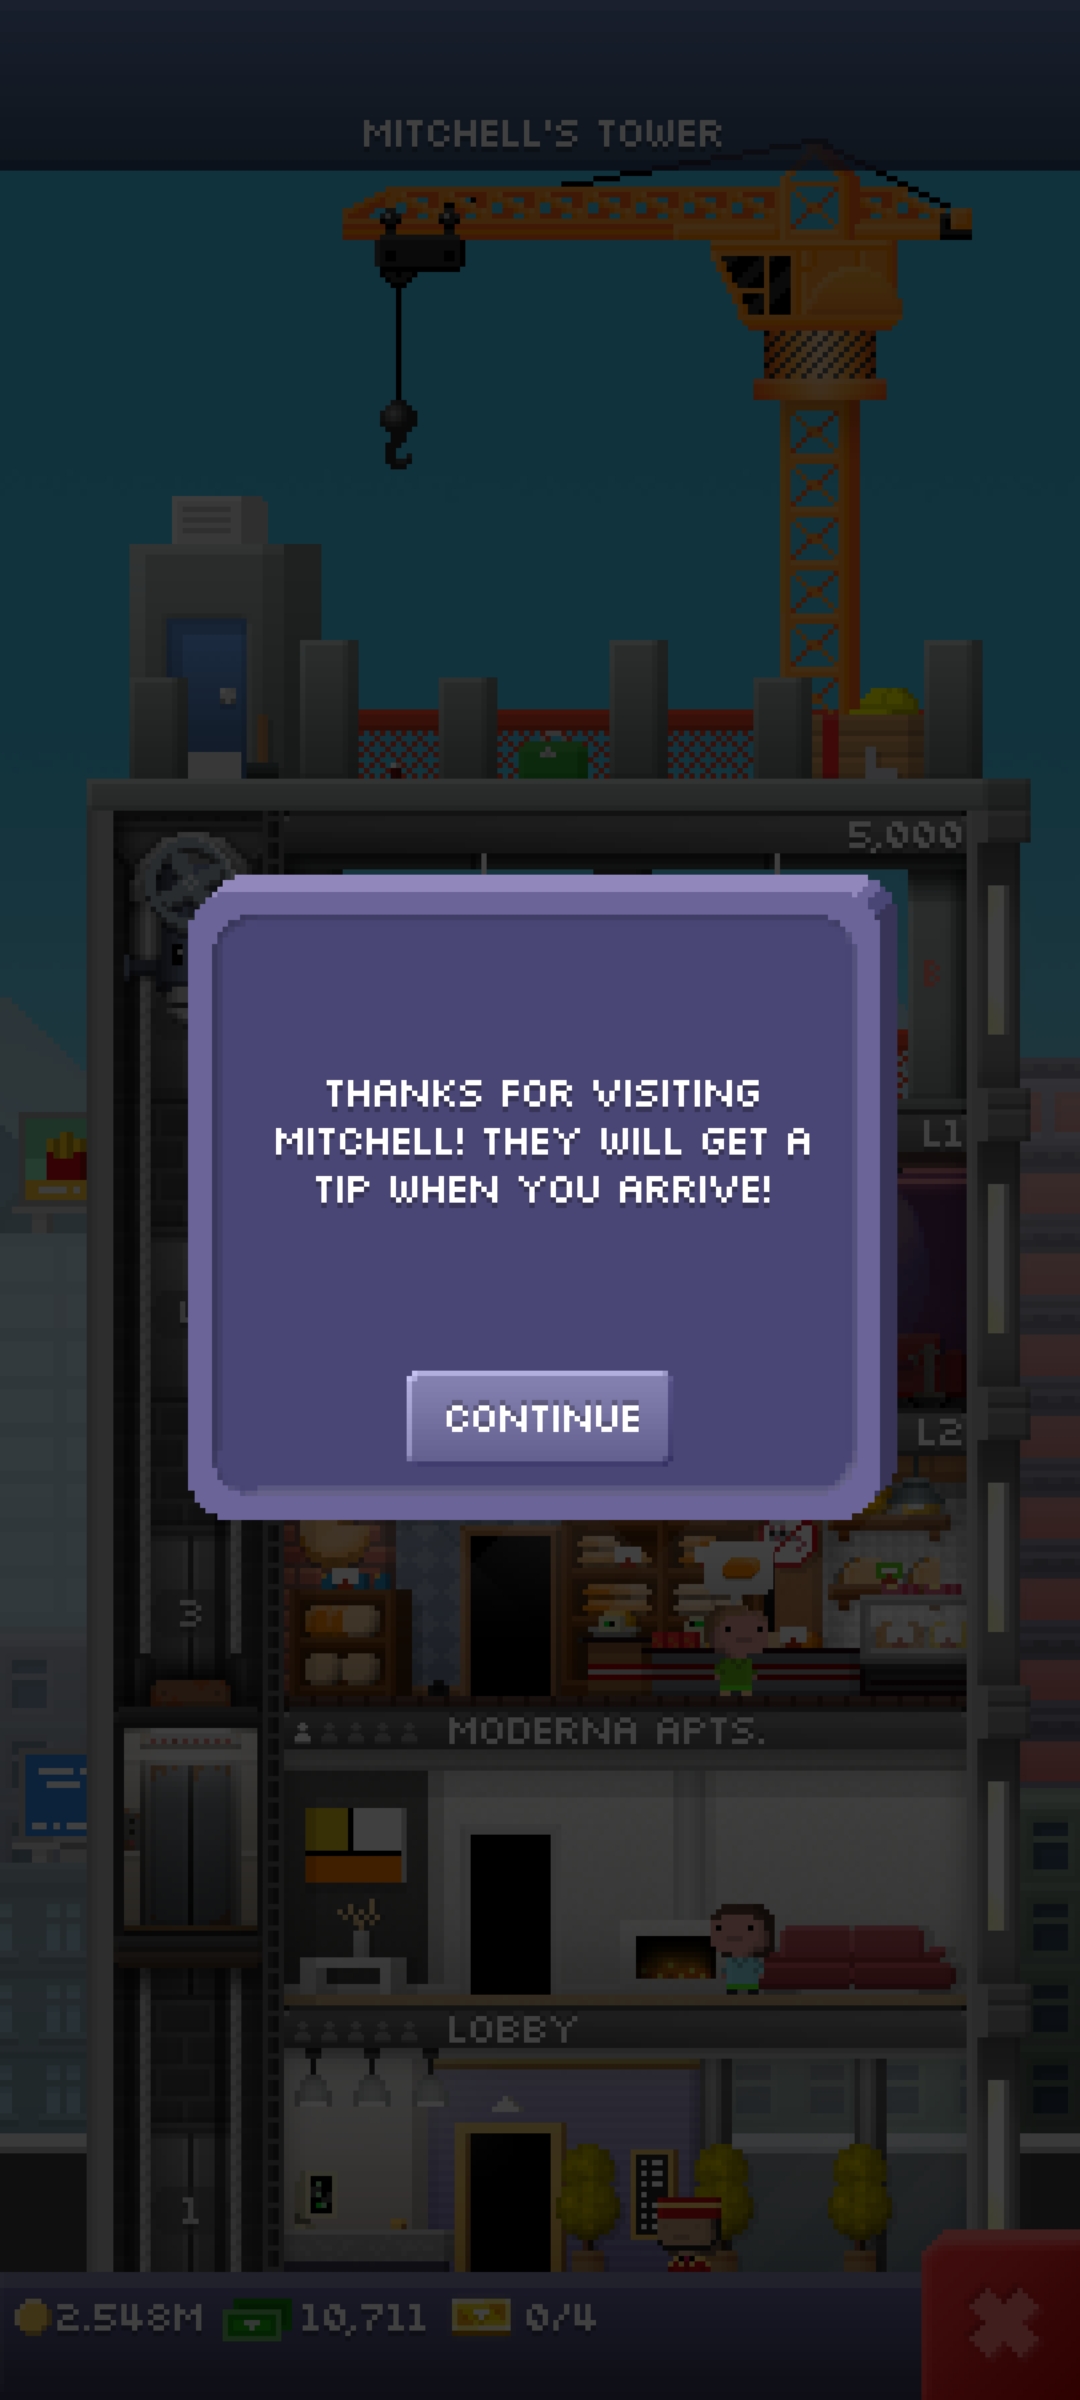 MITCHELL'S TOWER
5,000
L1
THANKS FOR VISITING
MITCHELL! THEY WILL GET A
TIP WHEN YOU ARRIVE!
CONTINUE
L2
3
MODERNA APTS.
LOBBY
1
2.548M 10,711 0/4